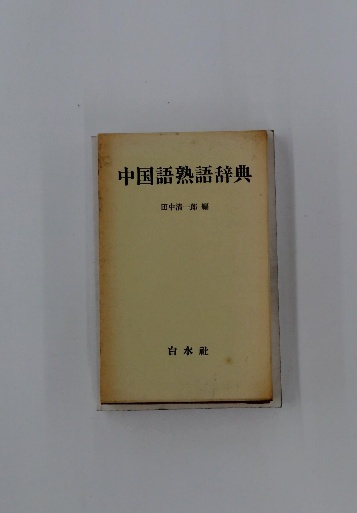 中国語熟語辞典
田中清一郎 編
白水社